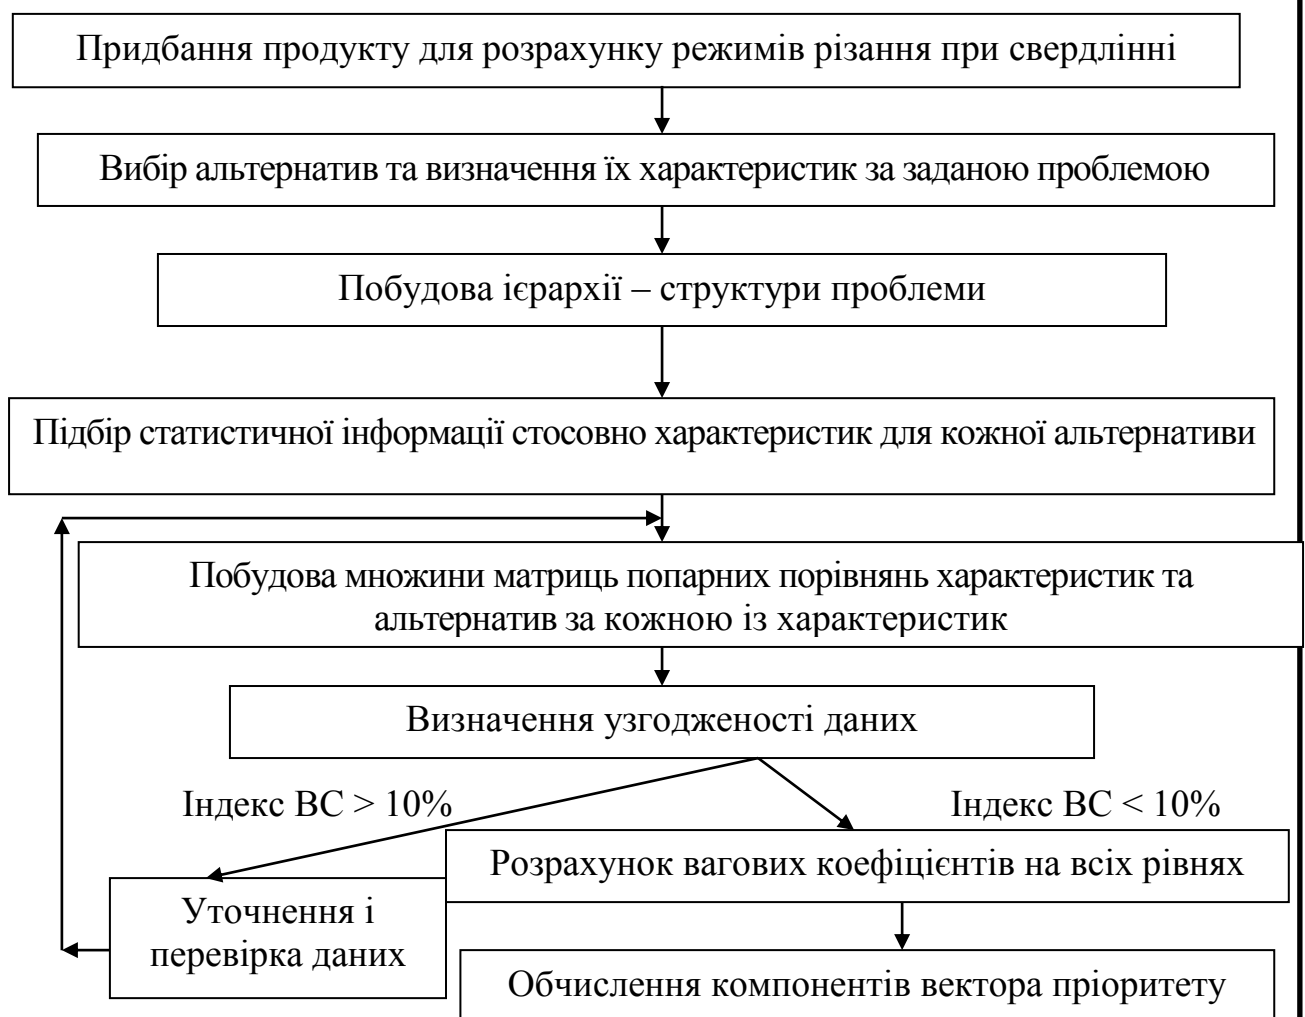 Придбання продукту для розрахунку режимів різання при свердлінні
Вибір альтернатив та визначення їх характеристик за заданою проблемою
Побудова ієрархії – структури проблеми
Підбір статистичної інформації стосовно характеристик для кожної альтернативи
Побудова множини матриць попарних порівнянь характеристик та
альтернатив за кожною із характеристик
Визначення узгодженості даних
Індекс ВС > 10%
Індекс ВС < 10%
Розрахунок вагових коефіцієнтів на всіх рівнях
Уточнення і
перевірка даних
Обчислення компонентів вектора пріоритету